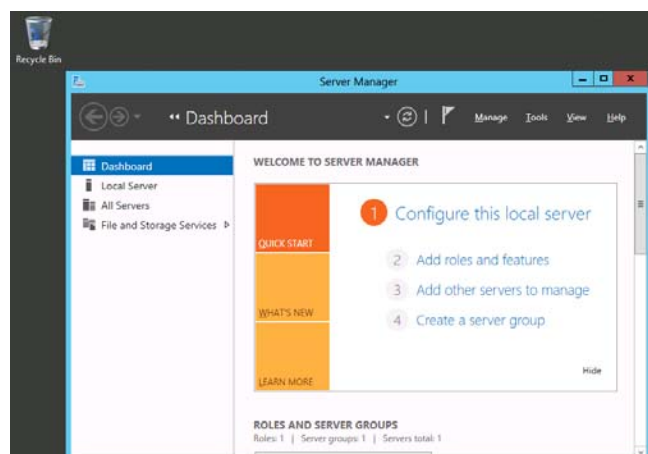 Recycle Bin
Server Manager
Dashboard
Manage Tools View Help
Dashboard
Local Server
All Servers
File and Storage Services
WELCOME TO SERVER MANAGER
QUICK START
WHAT'S NEW
LEARN MORE
1 Configure this local server
2 Add roles and features
3 Add other servers to manage
4 Create a server group
Hide
ROLES AND SERVER GROUPS
Roles: 1 | Server groups: 1 | Servers total: 1